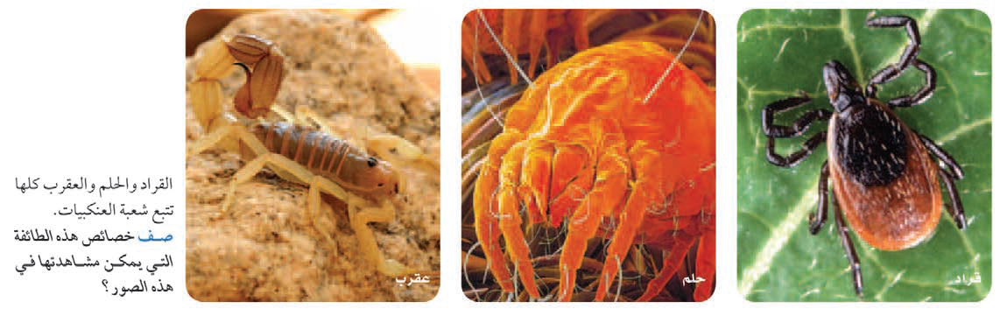 قراد
حلم
عقرب
القراد والحلم والعقرب كلها
تتبع شعبة العنكبيات.
صف خصائص هذه الطائفة
التي يمكن مشاهدتها في
هذه الصور؟